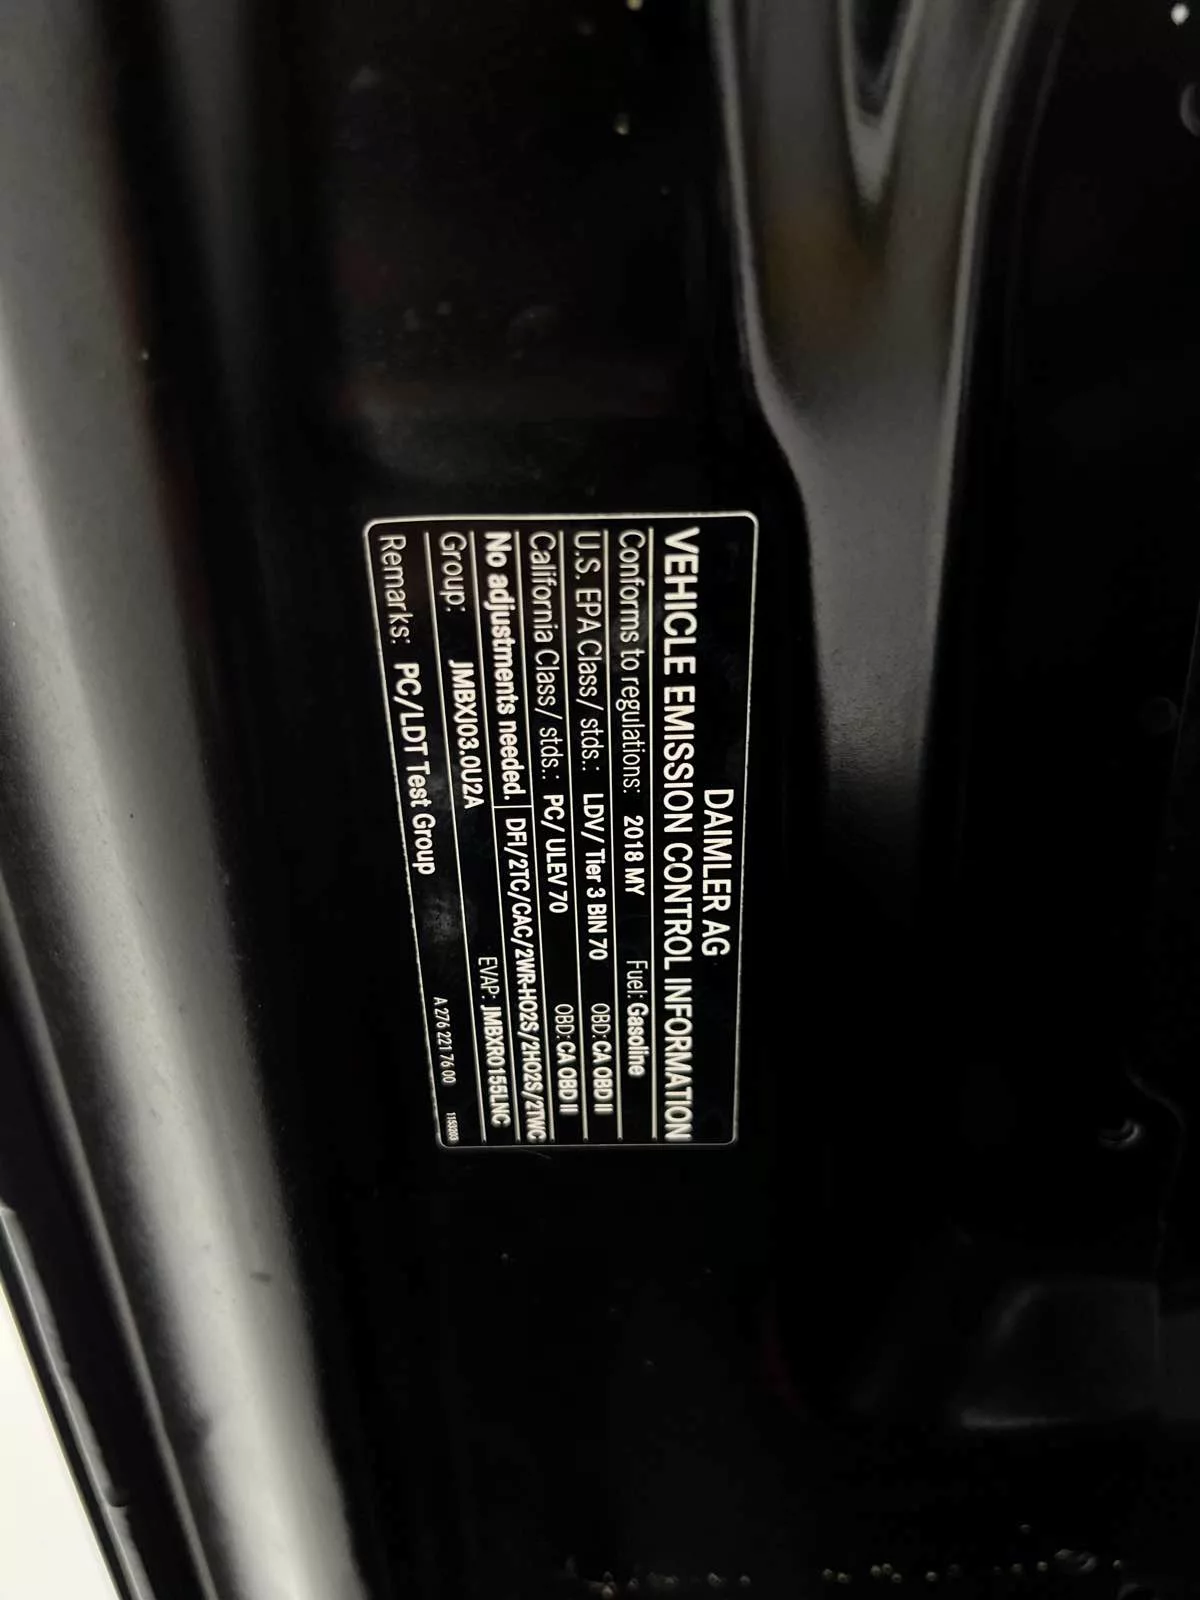 DAIMLER AG
VEHICLE EMISSION CONTROL INFORMATION
Conforms to regulations: 2018 MY Fuel: Gasoline
U.S. EPA Class/ stds.: LDV/ Tier 3 BIN 70 OBD: CA OBD II
California Class/ stds.: PC/ ULEV 70 OBD: CA OBD II
No adjustments needed. DFI/2TC/CAC/2WR-HO2S/2HO2S/2TWC
Group: JMBXJ03.0U2A EVAP: JMBXR0155LNC
Remarks: PC/LDT Test Group A 276 221 76 00